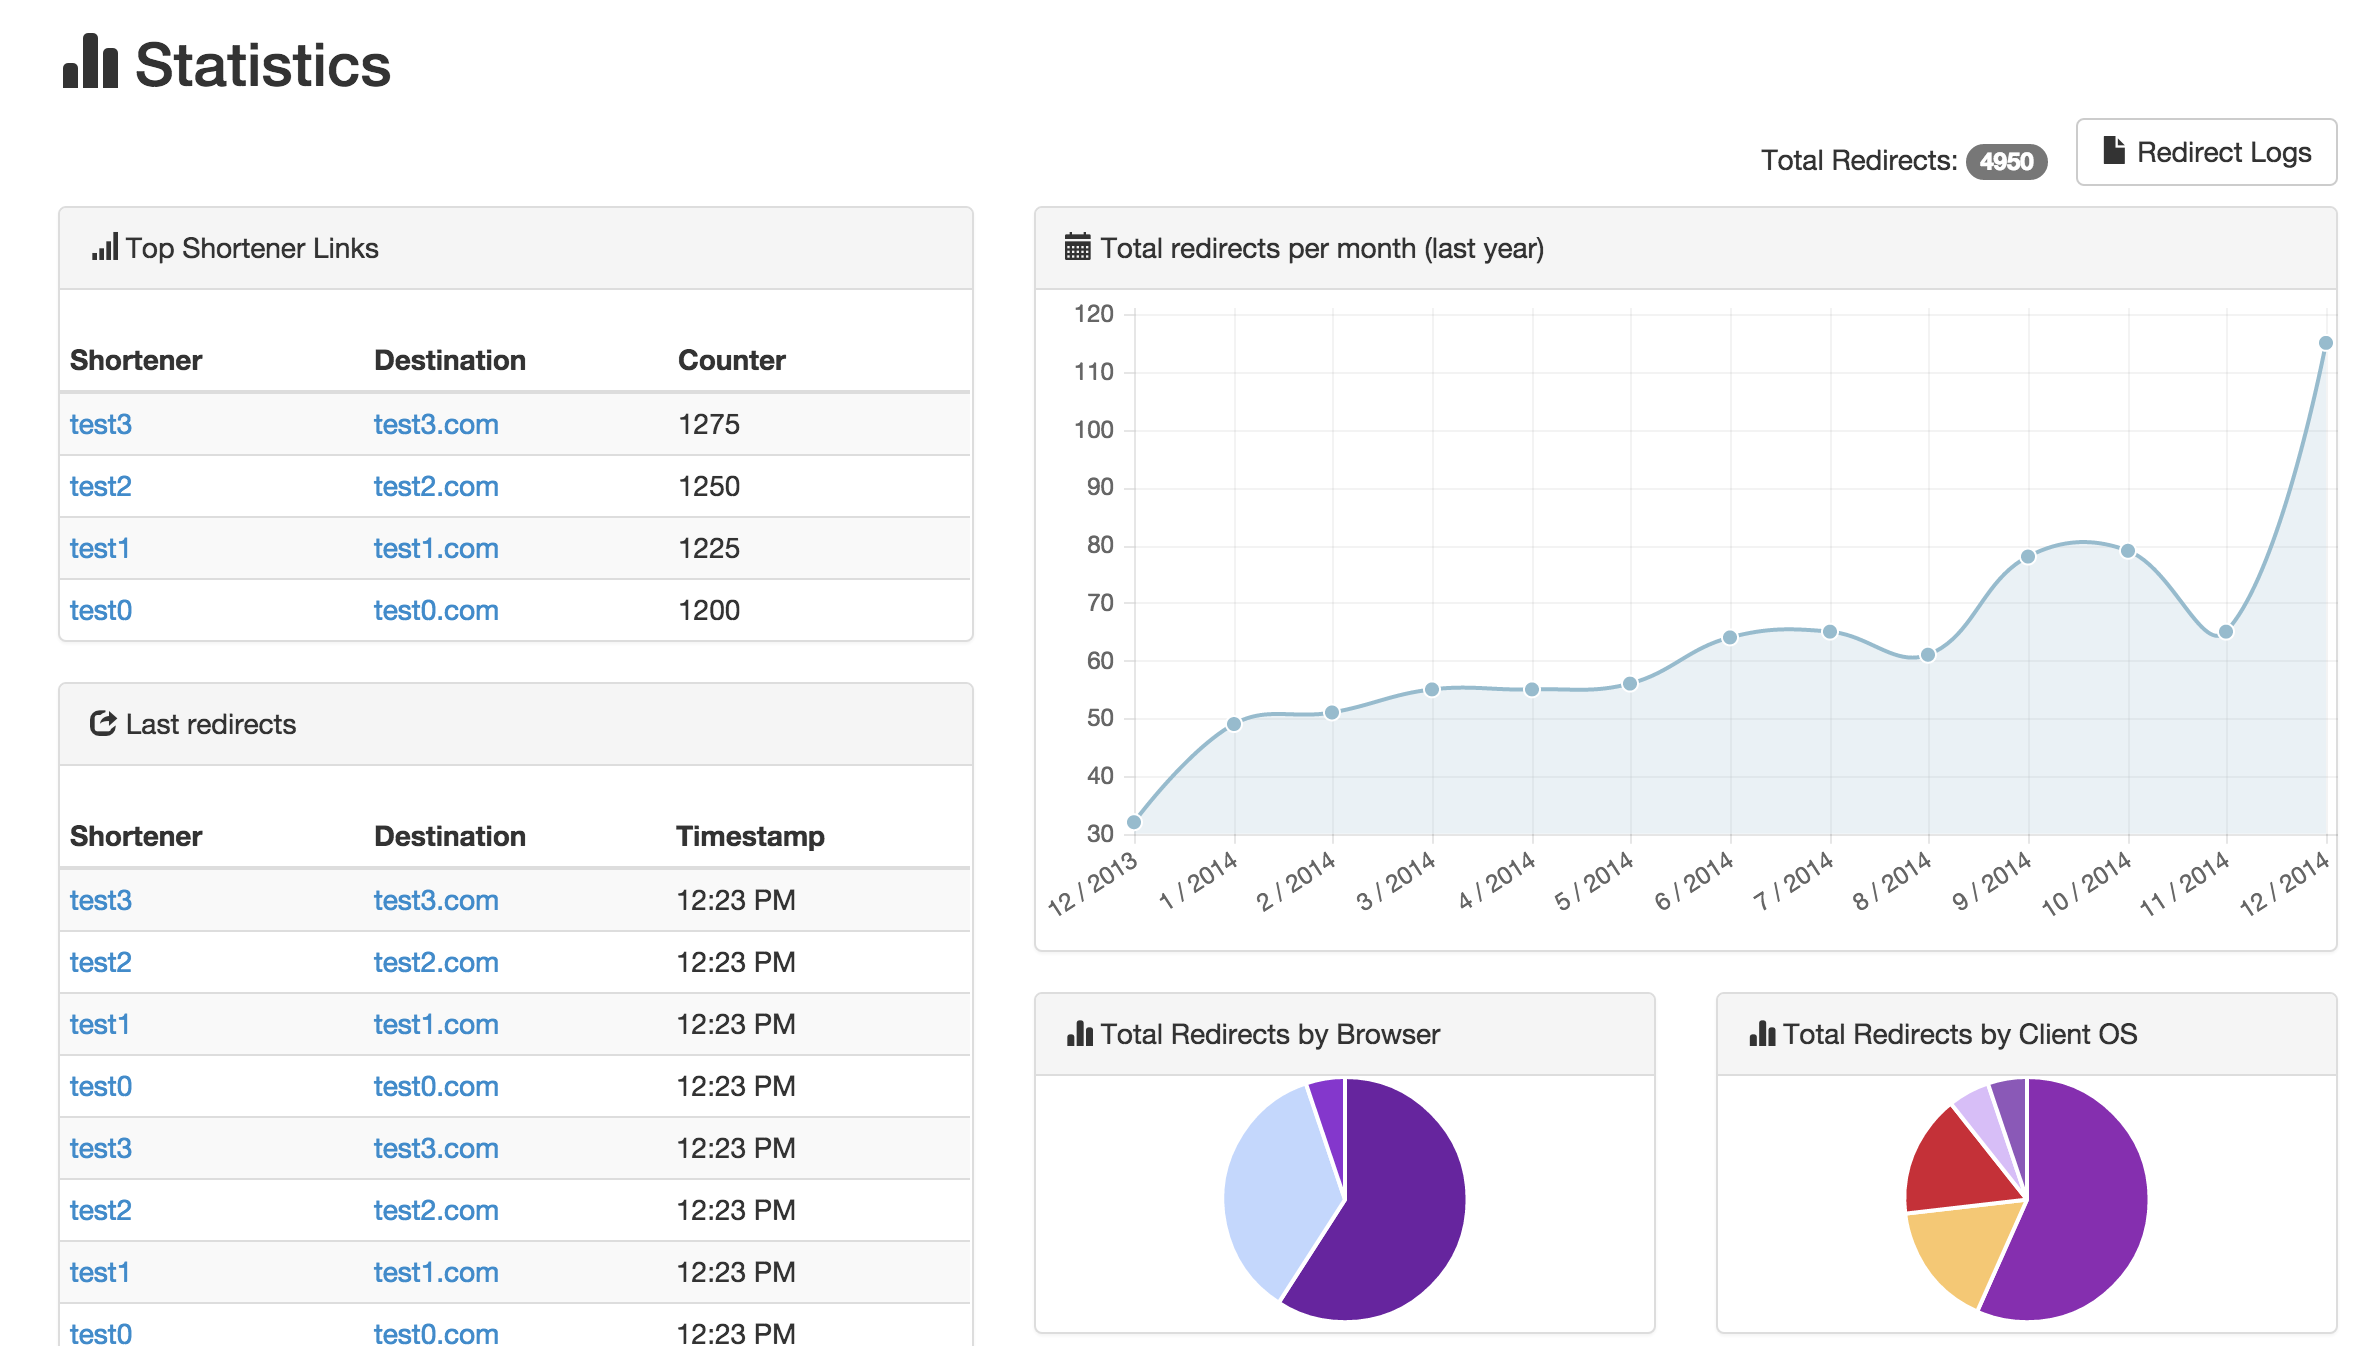 Statistics
Total Redirects: 4950
Redirect Logs
Top Shortener Links
Shortener Destination Counter
test3 test3.com 1275
test2 test2.com 1250
test1 test1.com 1225
test0 test0.com 1200
Last redirects
Shortener Destination Timestamp
test3 test3.com 12:23 PM
test2 test2.com 12:23 PM
test1 test1.com 12:23 PM
test0 test0.com 12:23 PM
test3 test3.com 12:23 PM
test2 test2.com 12:23 PM
test1 test1.com 12:23 PM
test0 test0.com 12:23 PM
Total redirects per month (last year)
120
110
100
90
80
70
60
50
40
30
12 / 2013 1 / 2014 2 / 2014 3 / 2014 4 / 2014 5 / 2014 6 / 2014 7 / 2014 8 / 2014 9 / 2014 10 / 2014 11 / 2014 12 / 2014
Total Redirects by Browser
Total Redirects by Client OS